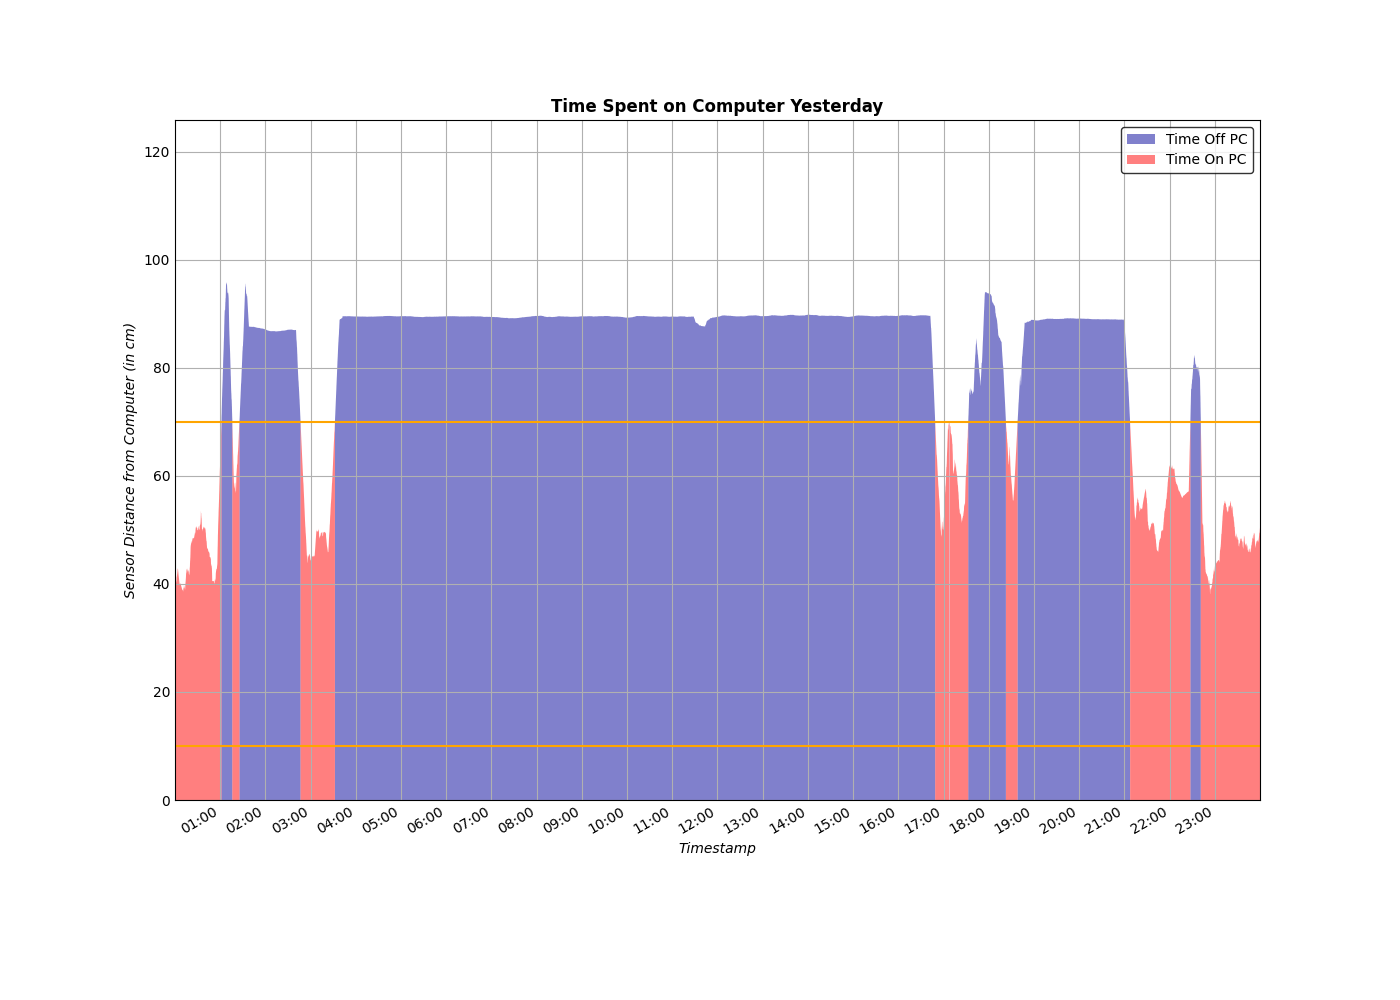 Time Spent on Computer Yesterday
Time Off PC
Time On PC
Sensor Distance from Computer (in cm)
120
100
80
60
40
20
0
01:00 02:00 03:00 04:00 05:00 06:00 07:00 08:00 09:00 10:00 11:00 12:00 13:00 14:00 15:00 16:00 17:00 18:00 19:00 20:00 21:00 22:00 23:00
Timestamp